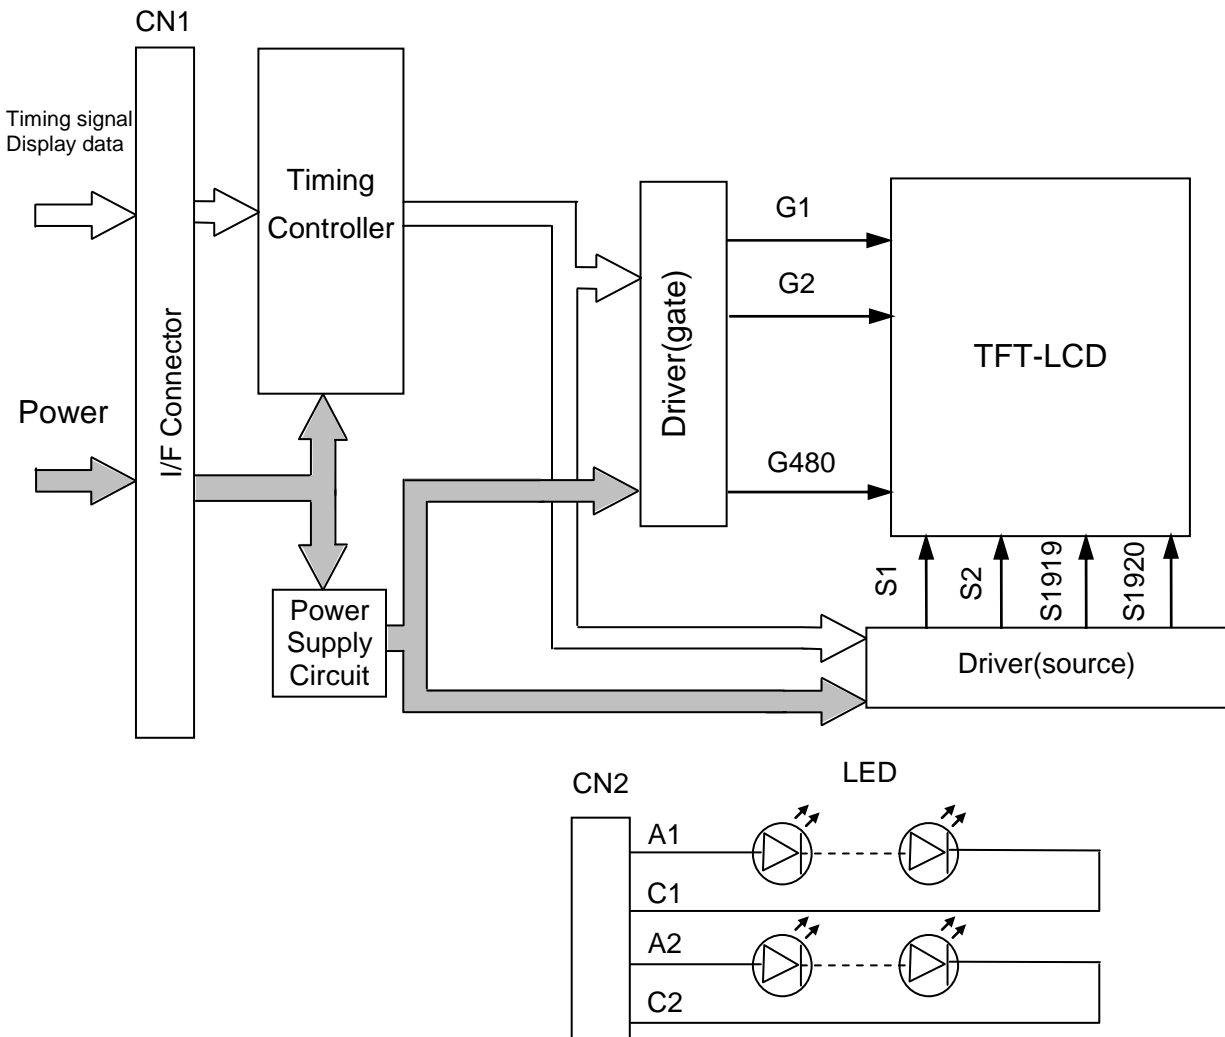 CN1
Timing signal
Display data
Timing
Controller
G1
G2
Driver(gate)
TFT-LCD
I/F Connector
Power
G480
S1
S2
S1919
S1920
Power
Supply
Circuit
Driver(source)
CN2
LED
A1
C1
A2
C2